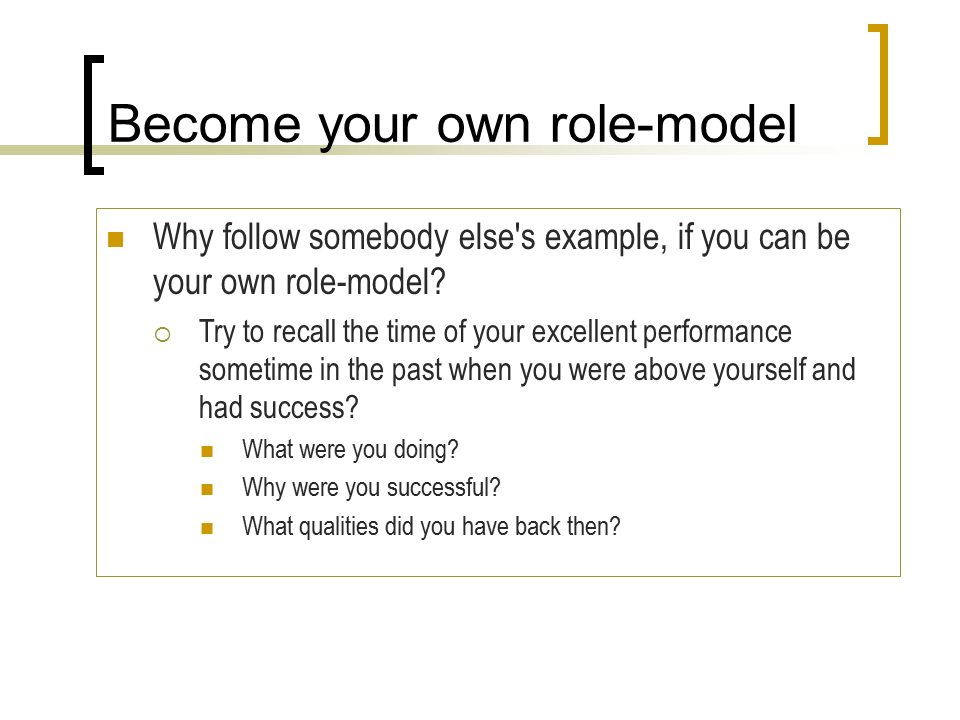 Become your own role-model
Why follow somebody else's example, if you can be
your own role-model?
Try to recall the time of your excellent performance
sometime in the past when you were above yourself and
had success?
What were you doing?
Why were you successful?
What qualities did you have back then?